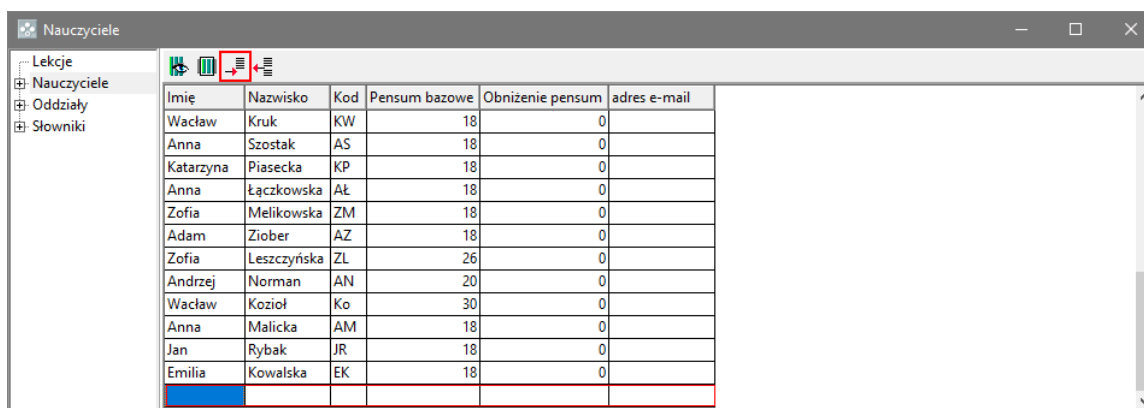 Nauczyciele
Lekcje
Nauczyciele
Oddziały
Słowniki
Imię Nazwisko Kod Pensum bazowe Obniżenie pensum adres e-mail
Wacław Kruk KW 18 0
Anna Szostak AS 18 0
Katarzyna Piasecka KP 18 0
Anna Łączkowska AŁ 18 0
Zofia Melikowska ZM 18 0
Adam Ziober AZ 18 0
Zofia Leszczyńska ZL 26 0
Andrzej Norman AN 20 0
Wacław Kozioł Ko 30 0
Anna Malicka AM 18 0
Jan Rybak JR 18 0
Emilia Kowalska EK 18 0